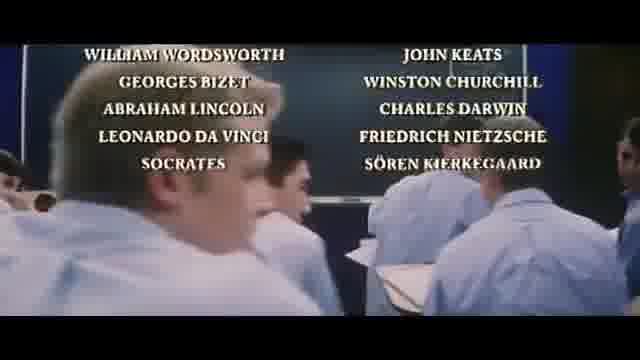 WILLIAM WORDSWORTH JOHN KEATS
GEORGES BIZET WINSTON CHURCHILL
ABRAHAM LINCOLN CHARLES DARWIN
LEONARDO DA VINCI FRIEDRICH NIETZSCHE
SOCRATES SÖREN KIERKEGAARD